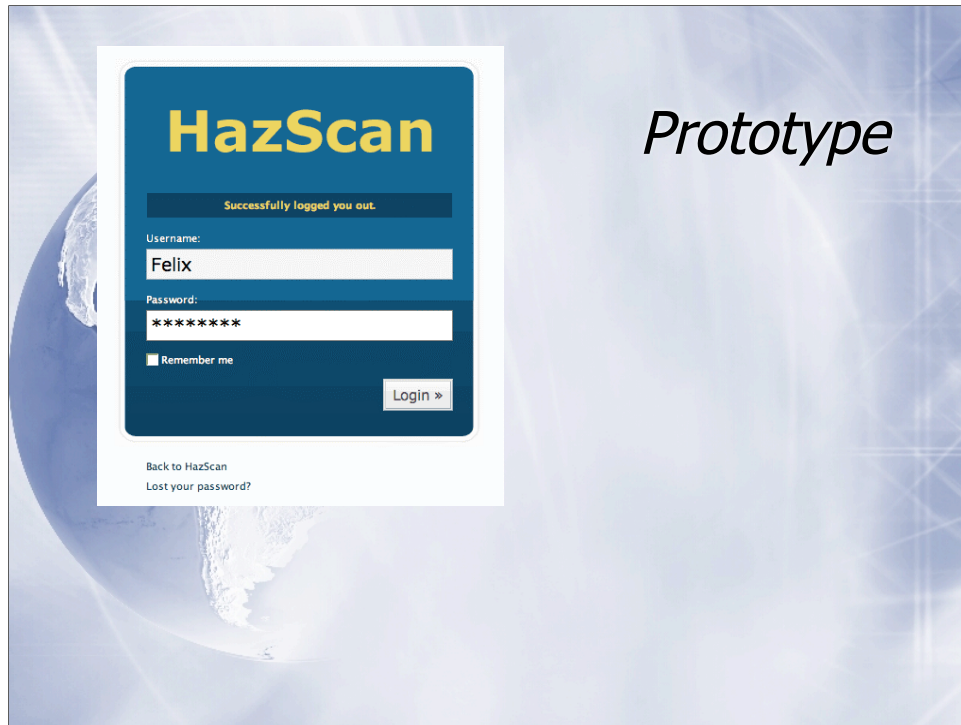 HazScan
Prototype
Successfully logged you out.
Username:
Felix
Password:
********
Remember me
Login »
Back to HazScan
Lost your password?